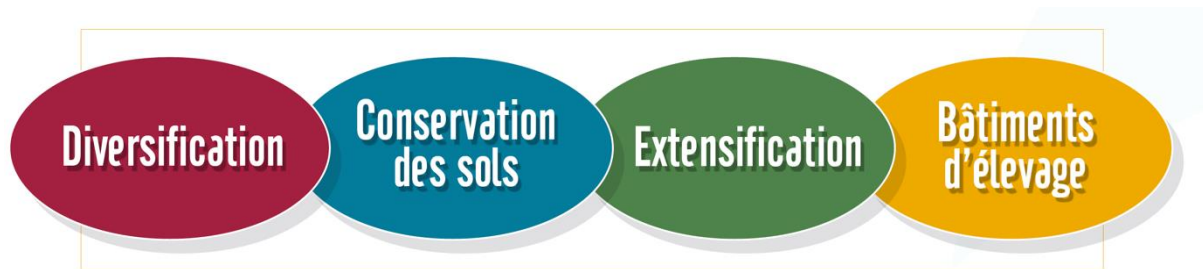 Diversification
Conservation
des sols
Extensification
Bâtiments
d'élevage